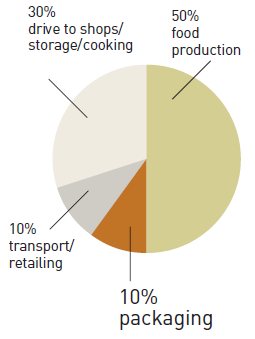 30%
drive to shops/
storage/cooking
50%
food
production
10%
transport/
retailing
10%
packaging